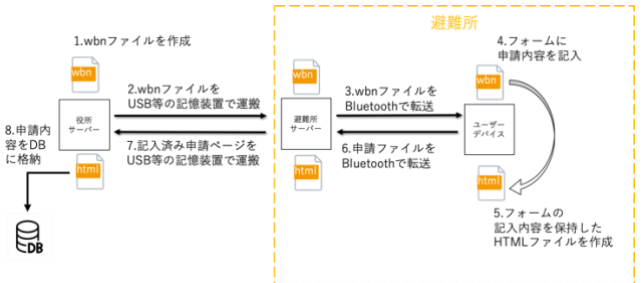 避難所
1.wbnファイルを作成
wbn
役所
サーバー
html
2.wbnファイルを
USB等の記憶装置で運搬
7.記入済み申請ページを
USB等の記憶装置で運搬
8.申請内
容をDB
に格納
DB
wbn
避難所
サーバー
html
3.wbnファイルを
Bluetoothで転送
6.申請ファイルを
Bluetoothで転送
4.フォームに
申請内容を記入
wbn
ユーザー
デバイス
html
5.フォームの
記入内容を保持した
HTMLファイルを作成